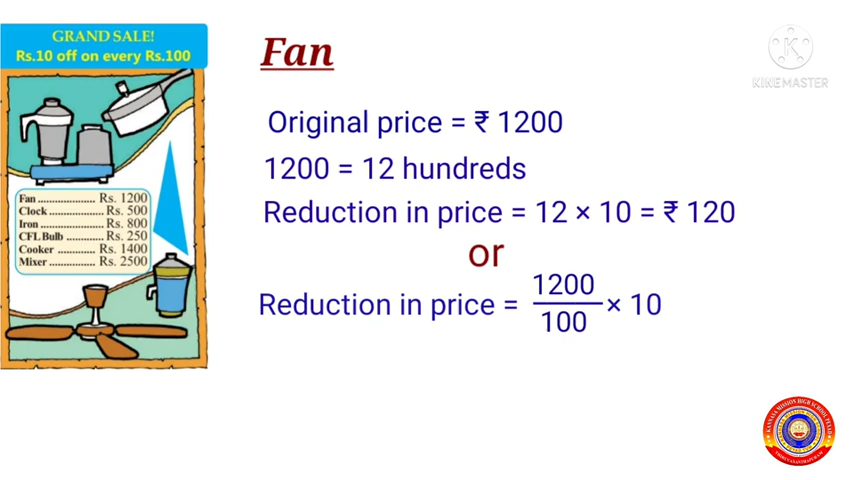 GRAND SALE!
Rs.10 off on every Rs.100
Fan ................... Rs. 1200
Clock ................... Rs. 500
Iron ................... Rs. 800
CFL Bulb ............ Rs. 250
Cooker ............ Rs. 1400
Mixer ............... Rs. 2500
Fan
KINEMASTER
Original price = ₹ 1200
1200 = 12 hundreds
Reduction in price = 12 × 10 = ₹ 120
or
Reduction in price = 1200/100 × 10